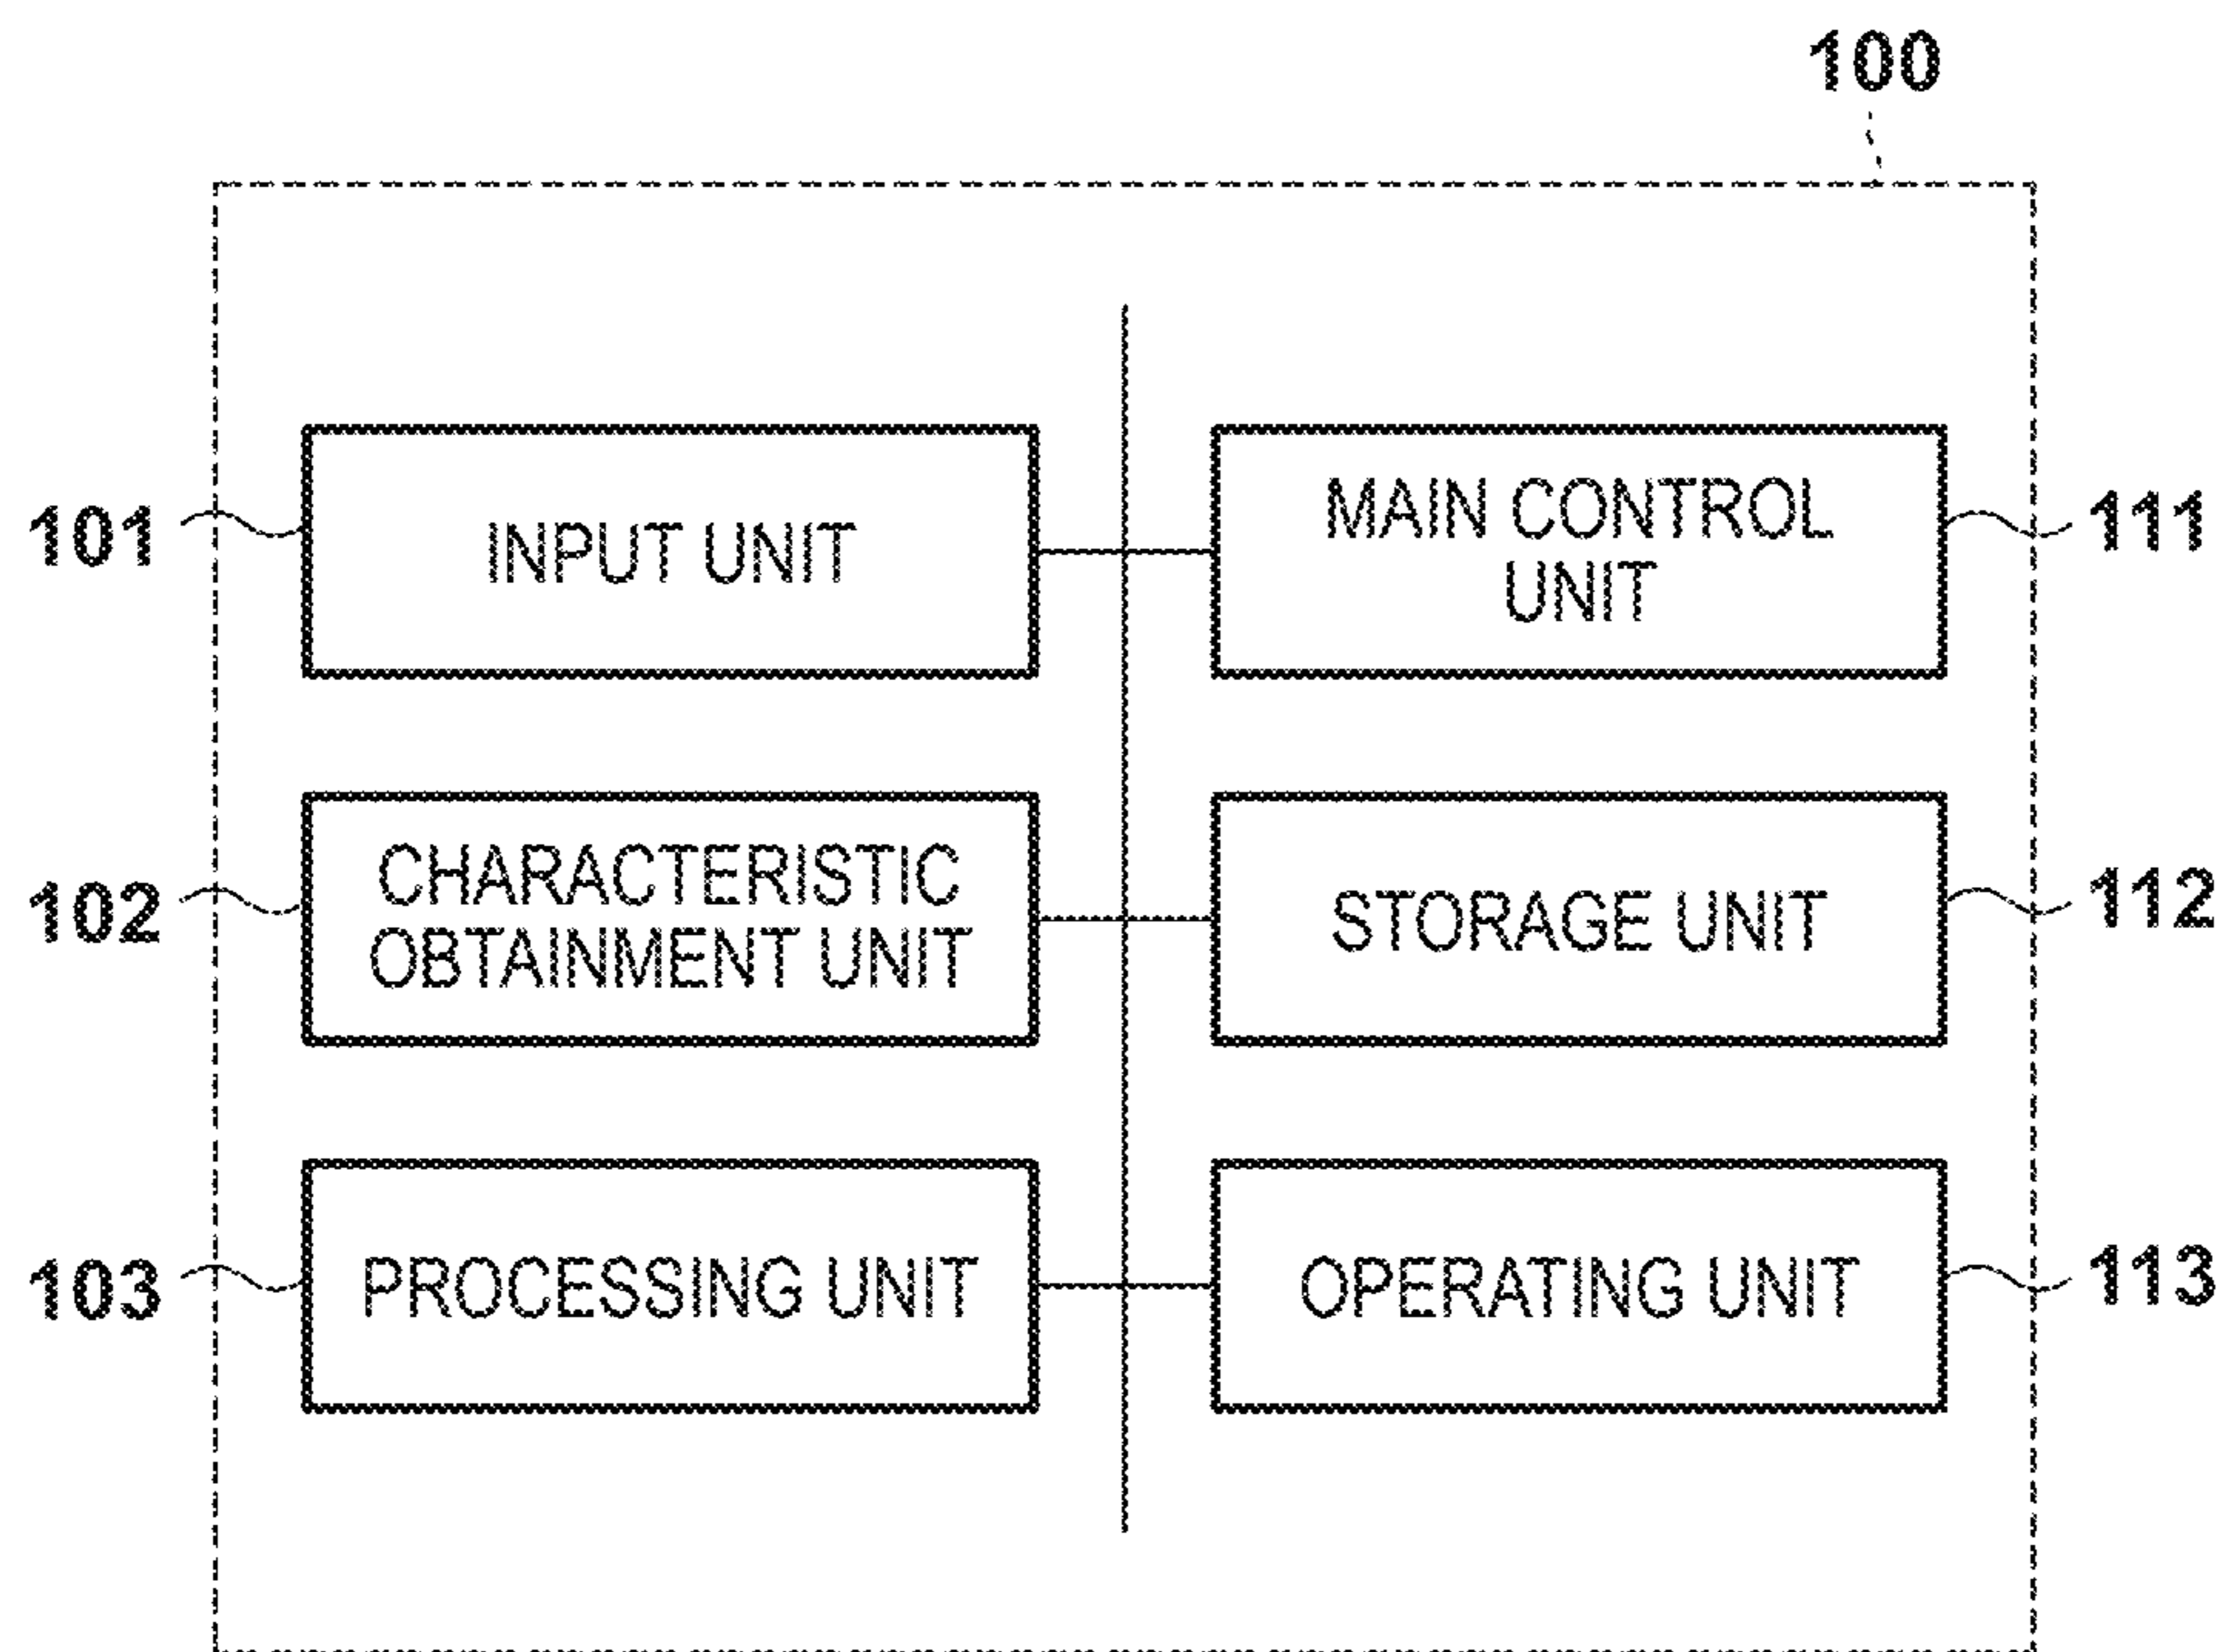 100
101
INPUT UNIT
MAIN CONTROL
UNIT
111
102
CHARACTERISTIC
OBTAINMENT UNIT
STORAGE UNIT
112
103
PROCESSING UNIT
OPERATING UNIT
113